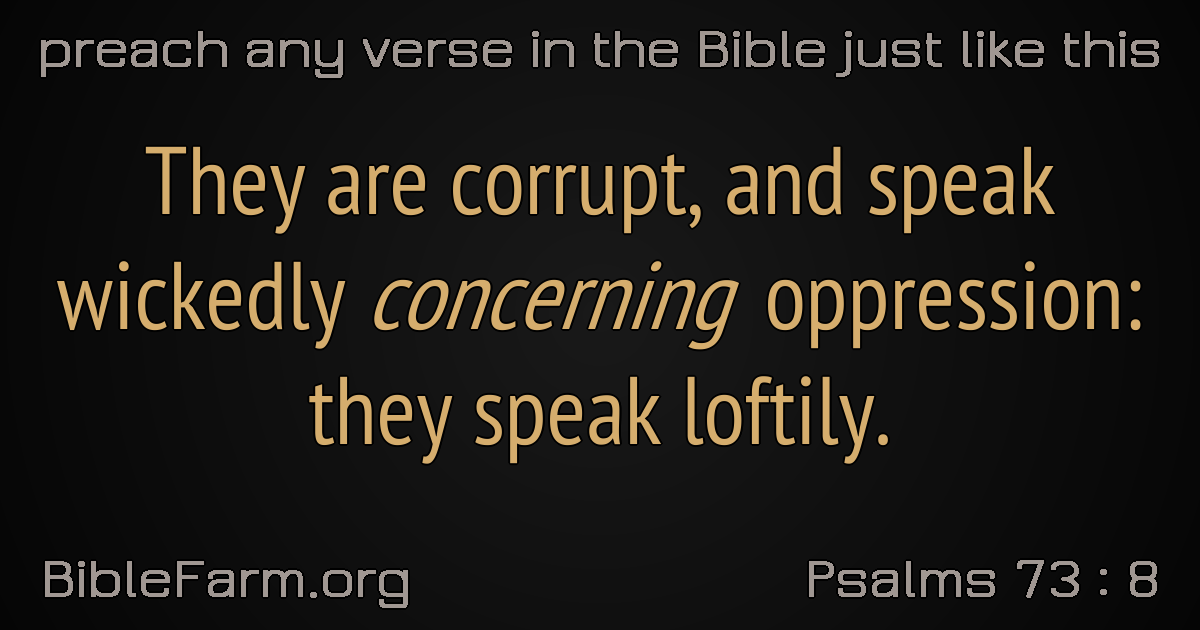 preach any verse in the Bible just like this
They are corrupt, and speak
wickedly concerning oppression:
they speak loftily.
BibleFarm.org
Psalms 73 : 8